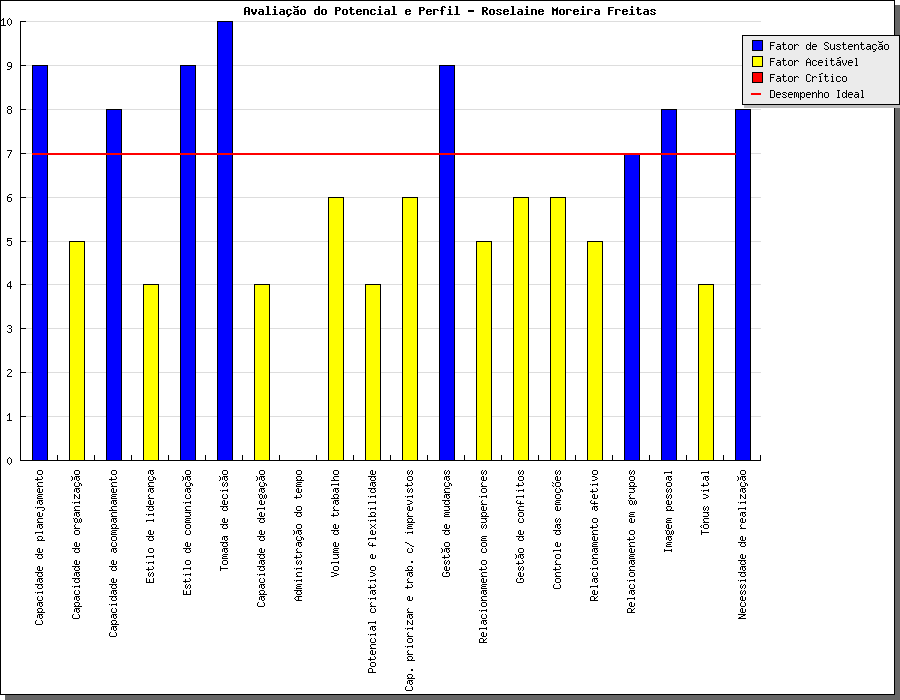 Avaliação do Potencial e Perfil - Roselaine Moreira Freitas
Fator de Sustentação
Fator Aceitável
Fator Crítico
Desempenho Ideal
10
9
8
7
6
5
4
3
2
1
0
Capacidade de planejamento
Capacidade de organização
Capacidade de acompanhamento
Estilo de liderança
Estilo de comunicação
Tomada de decisão
Capacidade de delegação
Administração do tempo
Volume de trabalho
Potencial criativo e flexibilidade
Cap. priorizar e trab. c/ imprevistos
Gestão de mudanças
Relacionamento com superiores
Gestão de conflitos
Controle das emoções
Relacionamento afetivo
Relacionamento em grupos
Imagem pessoal
Tônus vital
Necessidade de realização